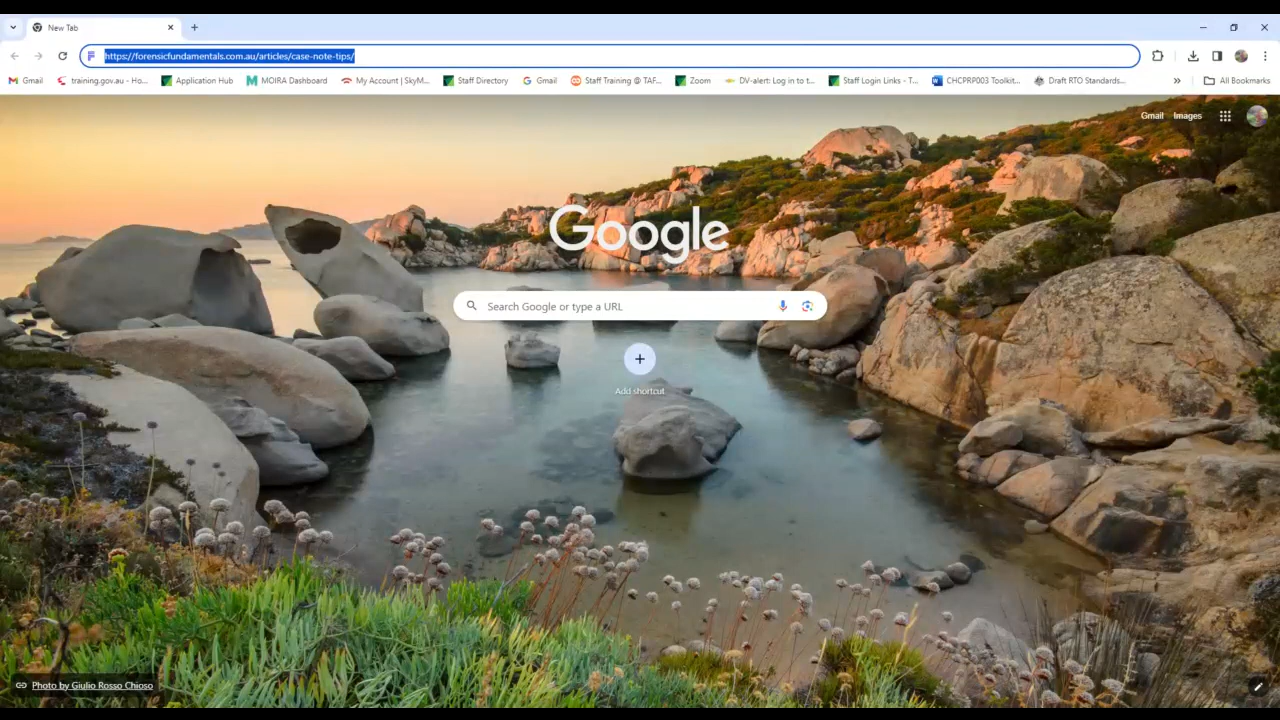 New Tab
https://forensicfundamentals.com.au/articles/case-note-tips/
Gmail
training.gov.au - Ho...
Application Hub
MOIRA Dashboard
My Account | SkyM...
Staff Directory
Gmail
Staff Training @ TAF...
Zoom
DV-alert: Log in to t...
Staff Login Links - T...
CHCPRP003 Toolkit...
Draft RTO Standards...
»
All Bookmarks
Gmail Images
Google
Search Google or type a URL
Add shortcut
Photo by Giulio Rosso Chioso